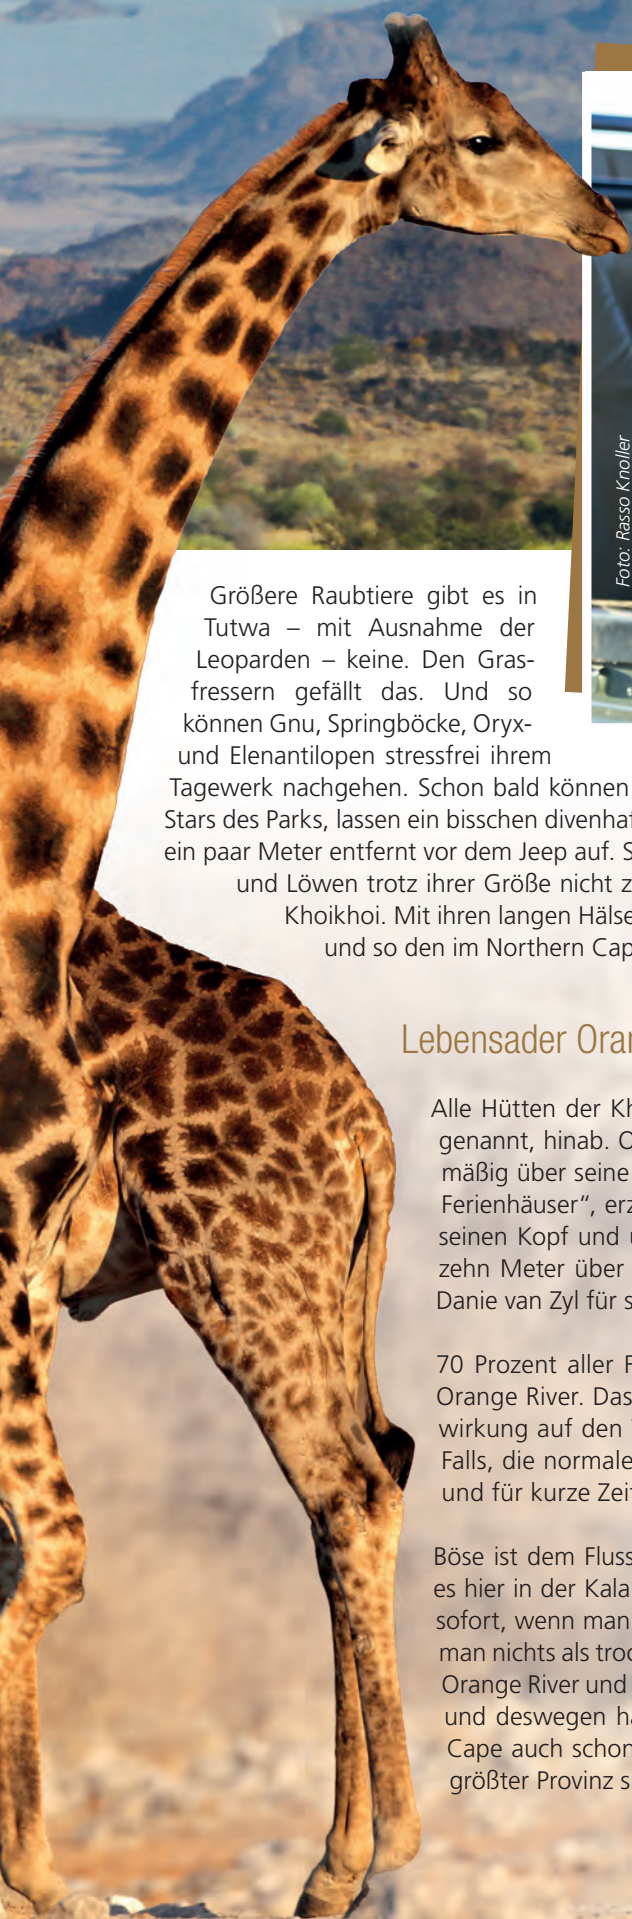 Foto: Rasso Knoller
Größere Raubtiere gibt es in
Tutwa – mit Ausnahme der
Leoparden – keine. Den Gras-
fressern gefällt das. Und so
können Gnu, Springböcke, Oryx-
und Elenantilopen stressfrei ihrem
Tagewerk nachgehen. Schon bald können
Stars des Parks, lassen ein bisschen divenhaf
ein paar Meter entfernt vor dem Jeep auf. S
und Löwen trotz ihrer Größe nicht z
Khoikhoi. Mit ihren langen Hälse
und so den im Northern Cap
Lebensader Oran
Alle Hütten der Kh
genannt, hinab. O
mäßig über seine
Ferienhäuser“, erz
seinen Kopf und u
zehn Meter über
Danie van Zyl für s
70 Prozent aller F
Orange River. Das
wirkung auf den
Falls, die normale
und für kurze Zeit
Böse ist dem Fluss
es hier in der Kala
sofort, wenn man
man nichts als troc
Orange River und
und deswegen ha
Cape auch schon
größter Provinz s